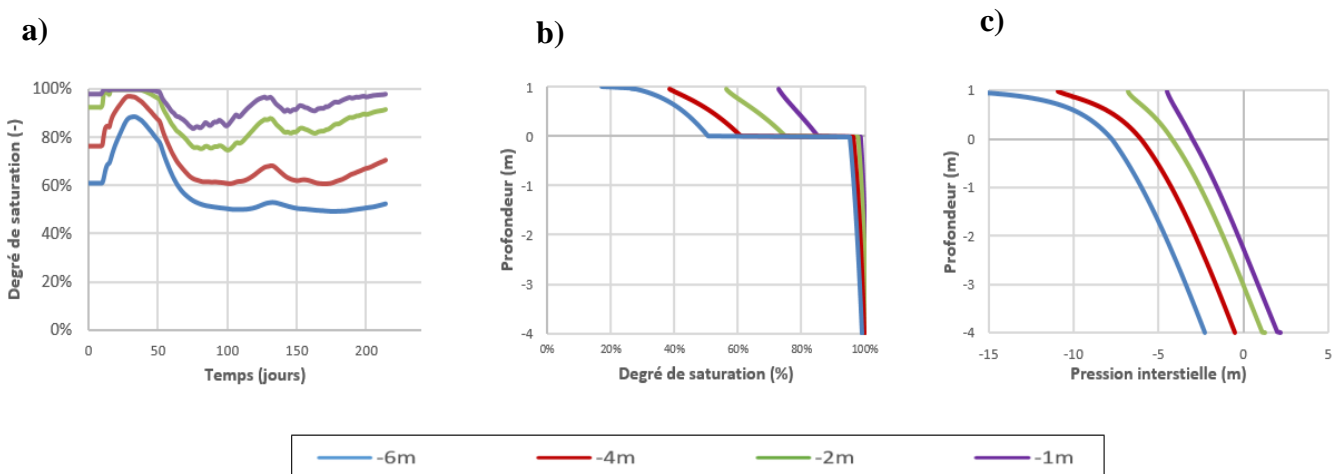 a)
b)
c)
100%
80%
60%
40%
20%
0%
Degré de saturation (-)
0
50
100
150
200
Temps (jours)
1
0
-1
-2
-3
-4
Profondeur (m)
0%
20%
40%
60%
80%
100%
Degré de saturation (%)
1
0
-1
-2
-3
-4
Profondeur (m)
-15
-10
-5
0
5
Pression interstielle (m)
-6m
-4m
-2m
-1m